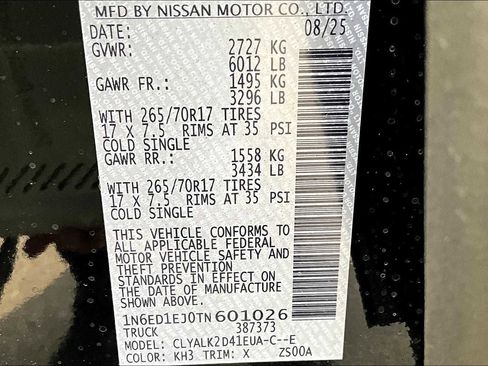 MFD BY NISSAN MOTOR CO., LTD.
DATE: 08/25
GVWR: 2727 KG
6012 LB
GAWR FR.: 1495 KG
3296 LB
WITH 265/70R17 TIRES
17 X 7.5 RIMS AT 35 PSI
COLD SINGLE
GAWR RR.: 1558 KG
3434 LB
WITH 265/70R17 TIRES
17 X 7.5 RIMS AT 35 PSI
COLD SINGLE
THIS VEHICLE CONFORMS TO
ALL APPLICABLE FEDERAL
MOTOR VEHICLE SAFETY AND
THEFT PREVENTION
STANDARDS IN EFFECT ON
THE DATE OF MANUFACTURE
SHOWN ABOVE.
1N6ED1EJ0TN601026
TRUCK 387373
MODEL: CLYALK2D41EUA-C--E
COLOR: KH3 TRIM: X ZS00A